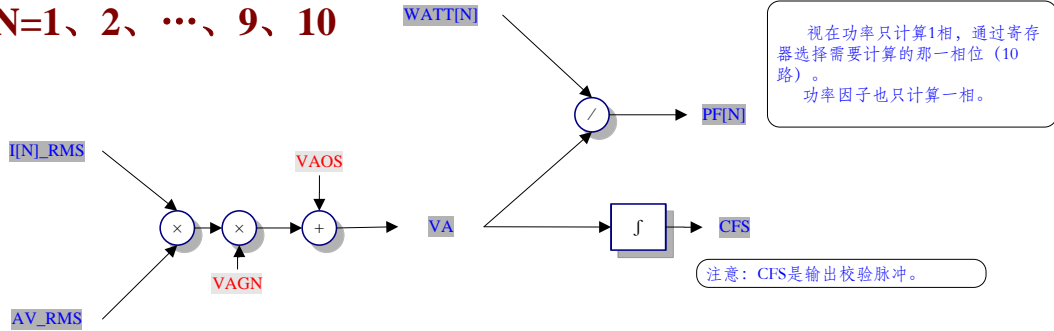 N=1、2、…、9、10
WATT[N]
视在功率只计算1相，通过寄存
器选择需要计算的那一相位（10
路）。
功率因子也只计算一相。
/
PF[N]
I[N]_RMS
VAOS
×
×
+
VA
∫
CFS
VAGN
注意：CFS是输出校验脉冲。
AV_RMS